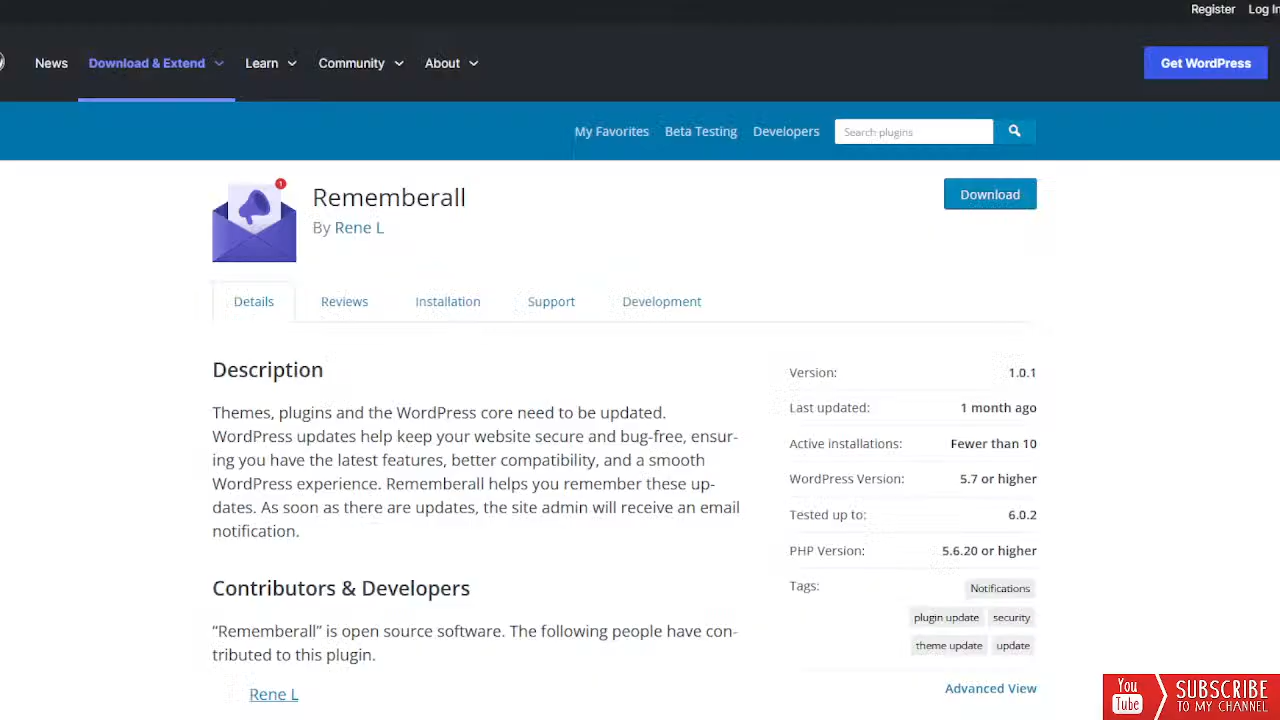 Register Log In
News Download & Extend Learn Community About Get WordPress
My Favorites Beta Testing Developers Search plugins
1
Rememberall
Download
By Rene L
Details Reviews Installation Support Development
Description
Themes, plugins and the WordPress core need to be updated.
WordPress updates help keep your website secure and bug-free, ensur-
ing you have the latest features, better compatibility, and a smooth
WordPress experience. Rememberall helps you remember these up-
dates. As soon as there are updates, the site admin will receive an email
notification.
Contributors & Developers
“Rememberall” is open source software. The following people have con-
tributed to this plugin.
Rene L
Version: 1.0.1
Last updated: 1 month ago
Active installations: Fewer than 10
WordPress Version: 5.7 or higher
Tested up to: 6.0.2
PHP Version: 5.6.20 or higher
Tags: Notifications
plugin update security
theme update update
Advanced View
You Tube SUBSCRIBE
TO MY CHANNEL